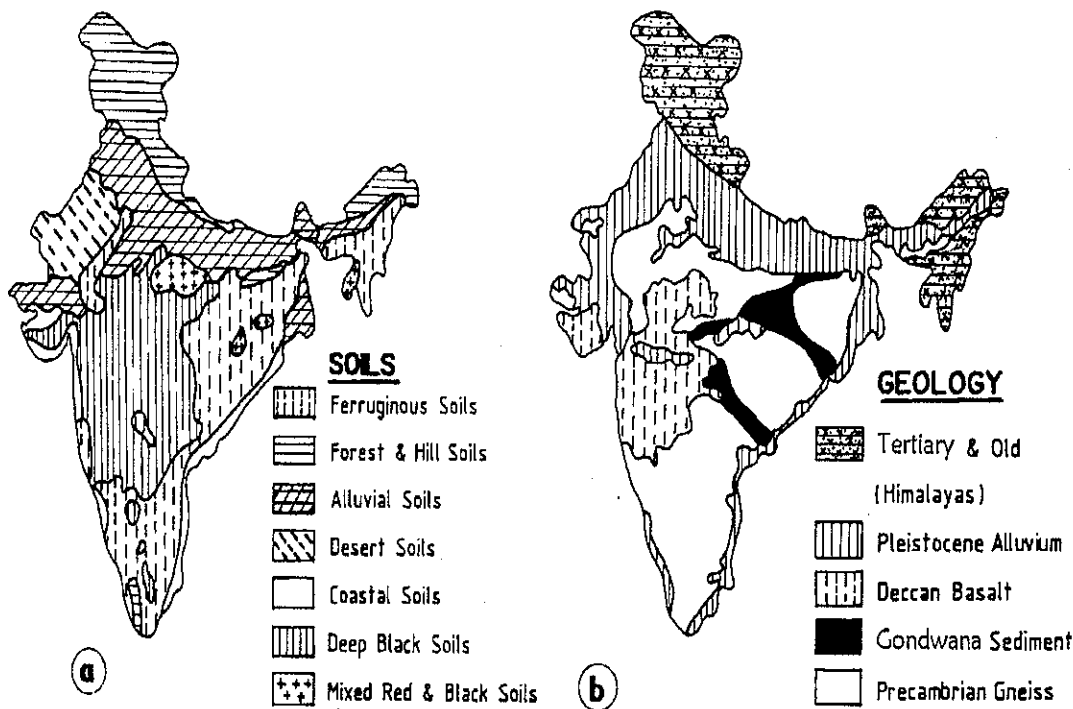 SOILS
Ferruginous Soils
Forest & Hill Soils
Alluvial Soils
Desert Soils
Coastal Soils
Deep Black Soils
Mixed Red & Black Soils
a
GEOLOGY
Tertiary & Old
(Himalayas)
Pleistocene Alluvium
Deccan Basalt
Gondwana Sediment
Precambrian Gneiss
b